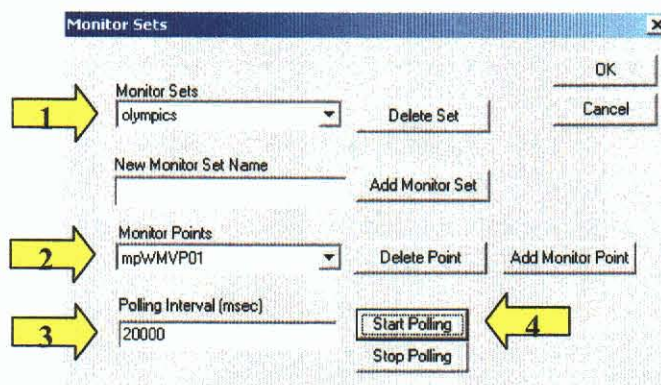 Monitor Sets
OK
Monitor Sets
1
olympics
Delete Set
Cancel
New Monitor Set Name
Add Monitor Set
Monitor Points
2
mpWMVP01
Delete Point
Add Monitor Point
Polling Interval (msec)
3
20000
Start Polling
4
Stop Polling